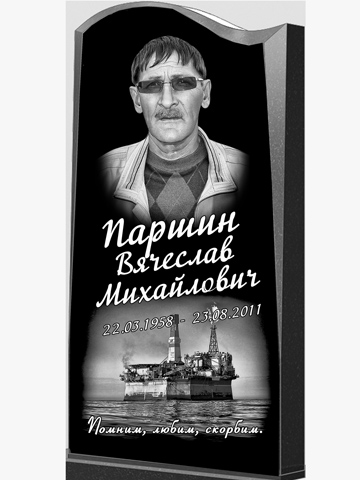 Паршин
Вячеслав
Михайлович
22.03.1958 - 23.08.2011
Помним, любим, скорбим.